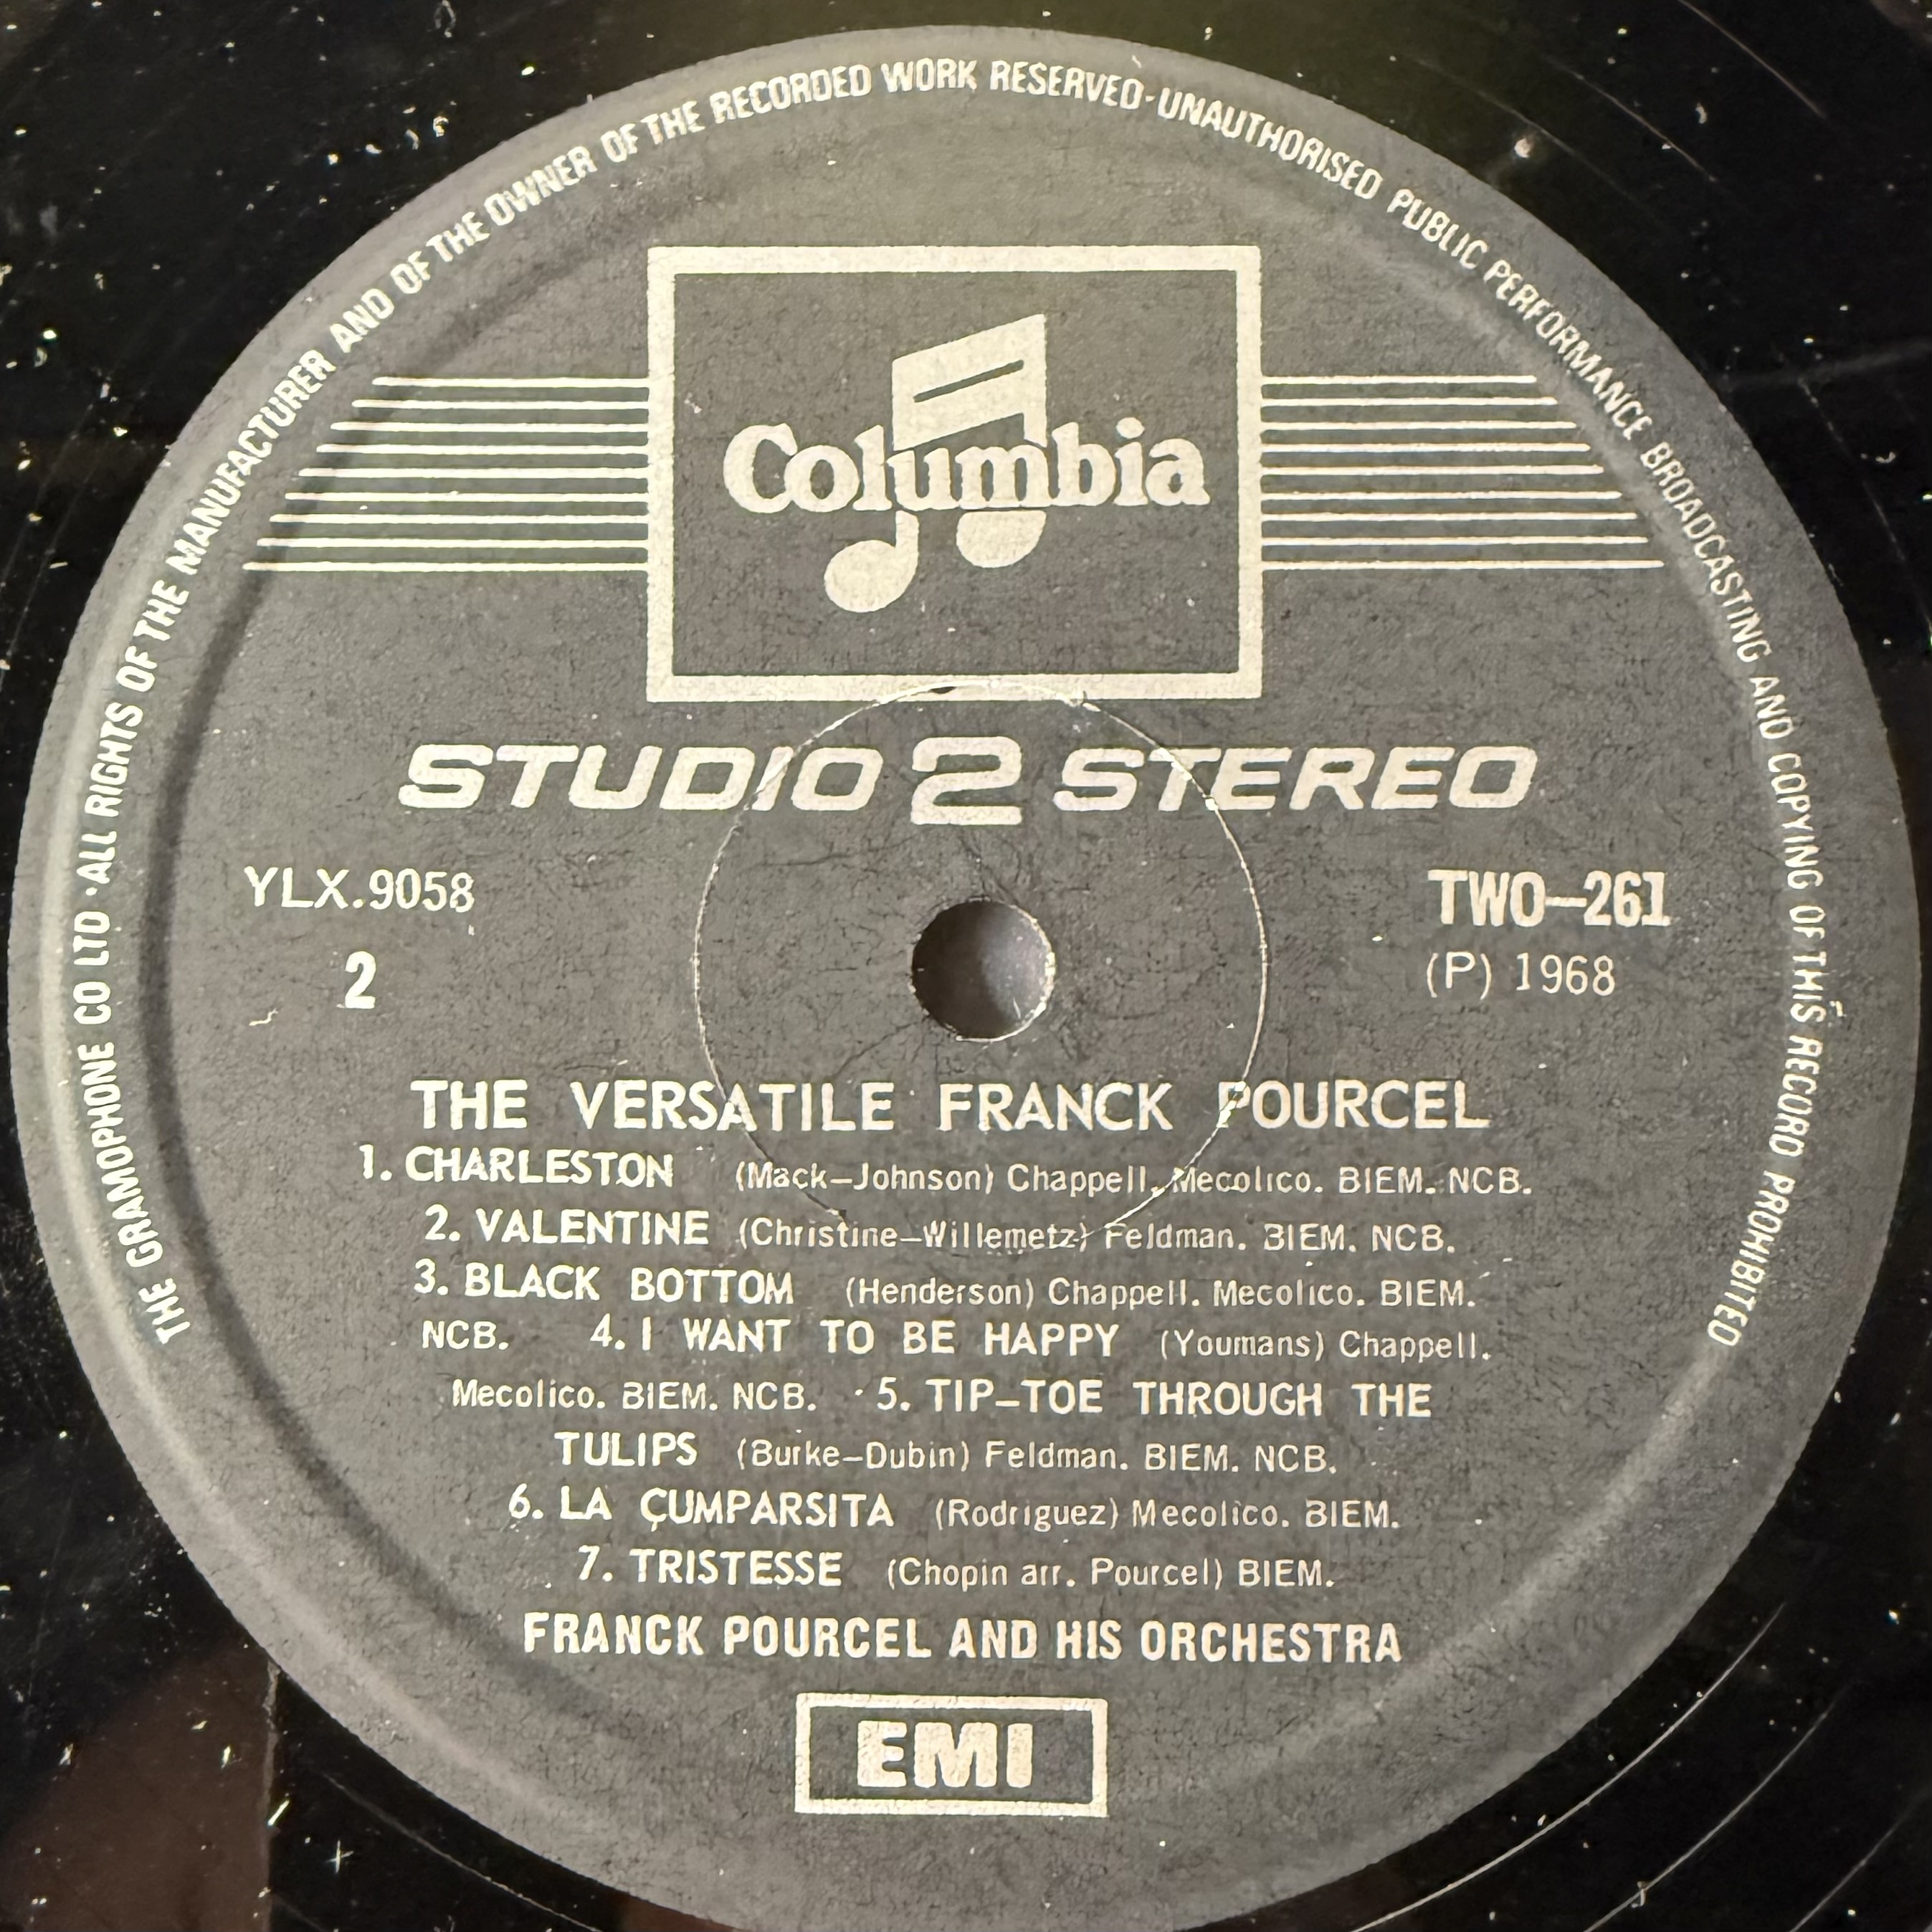 THE GRAMOPHONE CO LTD · ALL RIGHTS OF THE MANUFACTURER AND OF THE OWNER OF THE RECORDED WORK RESERVED · UNAUTHORISED PUBLIC PERFORMANCE BROADCASTING AND COPYING OF THIS RECORD PROHIBITED
Columbia
STUDIO 2 STEREO
YLX.9058
TWO–261
2
(P) 1968
THE VERSATILE FRANCK POURCEL
1. CHARLESTON (Mack–Johnson) Chappell. Mecolico. BIEM. NCB.
2. VALENTINE (Christine–Willemetz) Feldman. BIEM. NCB.
3. BLACK BOTTOM (Henderson) Chappell. Mecolico. BIEM.
NCB. 4. I WANT TO BE HAPPY (Youmans) Chappell.
Mecolico. BIEM. NCB. 5. TIP–TOE THROUGH THE
TULIPS (Burke–Dubin) Feldman. BIEM. NCB.
6. LA ÇUMPARSITA (Rodriguez) Mecolico. BIEM.
7. TRISTESSE (Chopin arr. Pourcel) BIEM.
FRANCK POURCEL AND HIS ORCHESTRA
EMI